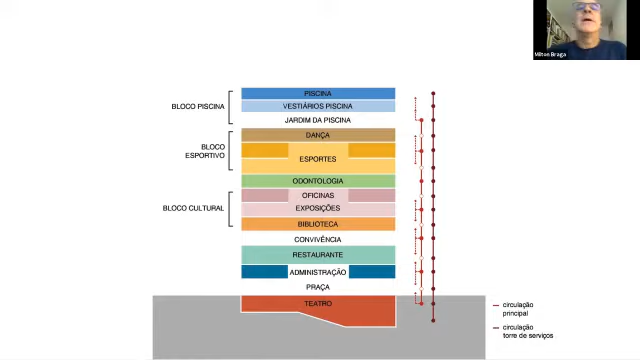 Milton Braga
PISCINA
BLOCO PISCINA
VESTIÁRIOS PISCINA
JARDIM DA PISCINA
DANÇA
BLOCO
ESPORTIVO
ESPORTES
ODONTOLOGIA
OFICINAS
BLOCO CULTURAL
EXPOSIÇÕES
BIBLIOTECA
CONVIVÊNCIA
RESTAURANTE
ADMINISTRAÇÃO
PRAÇA
TEATRO
circulação
principal
circulação
torre de serviços